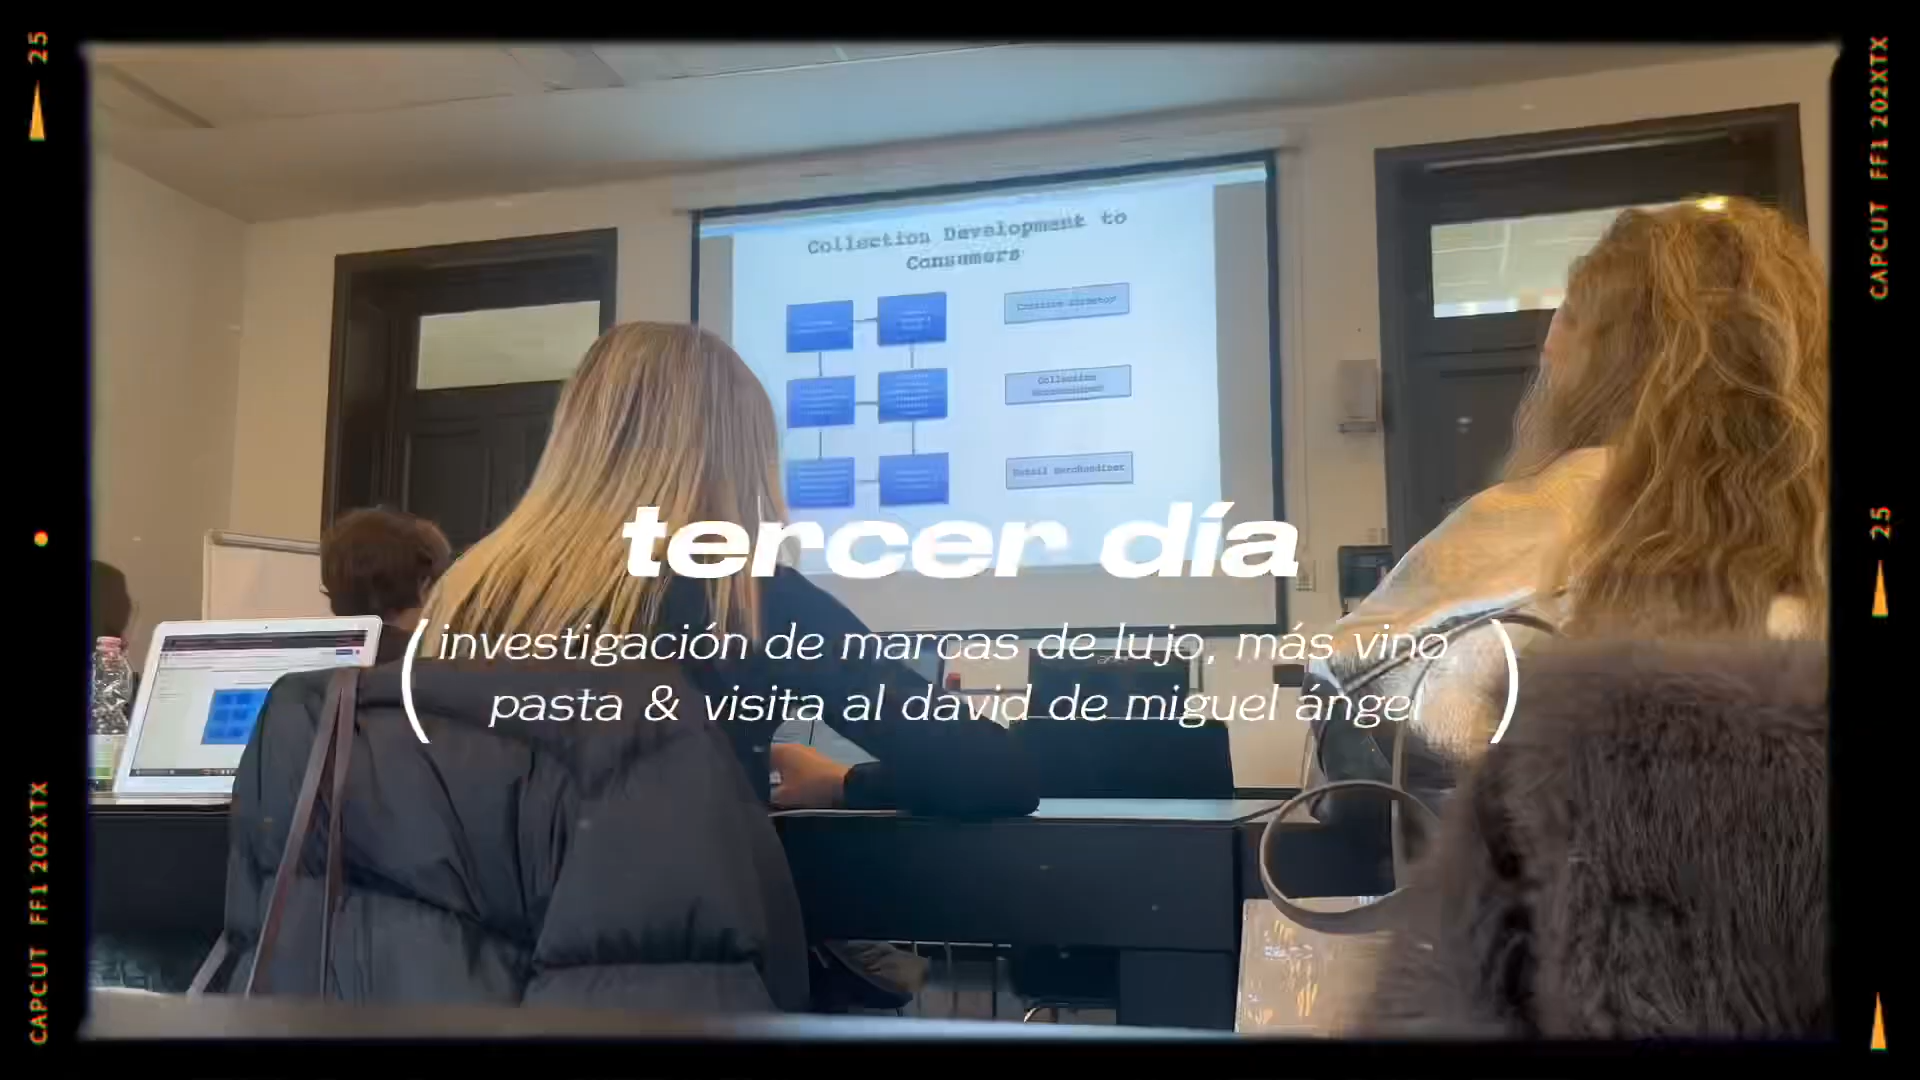 25
CAPCUT FF1 202XTX
Collection Development to
Consumers
Collection
Retail Merchandiser
tercer día
(investigación de marcas de lujo, más vino
pasta & visita al david de miguel ángel)
25
CAPCUT FF1 202XTX